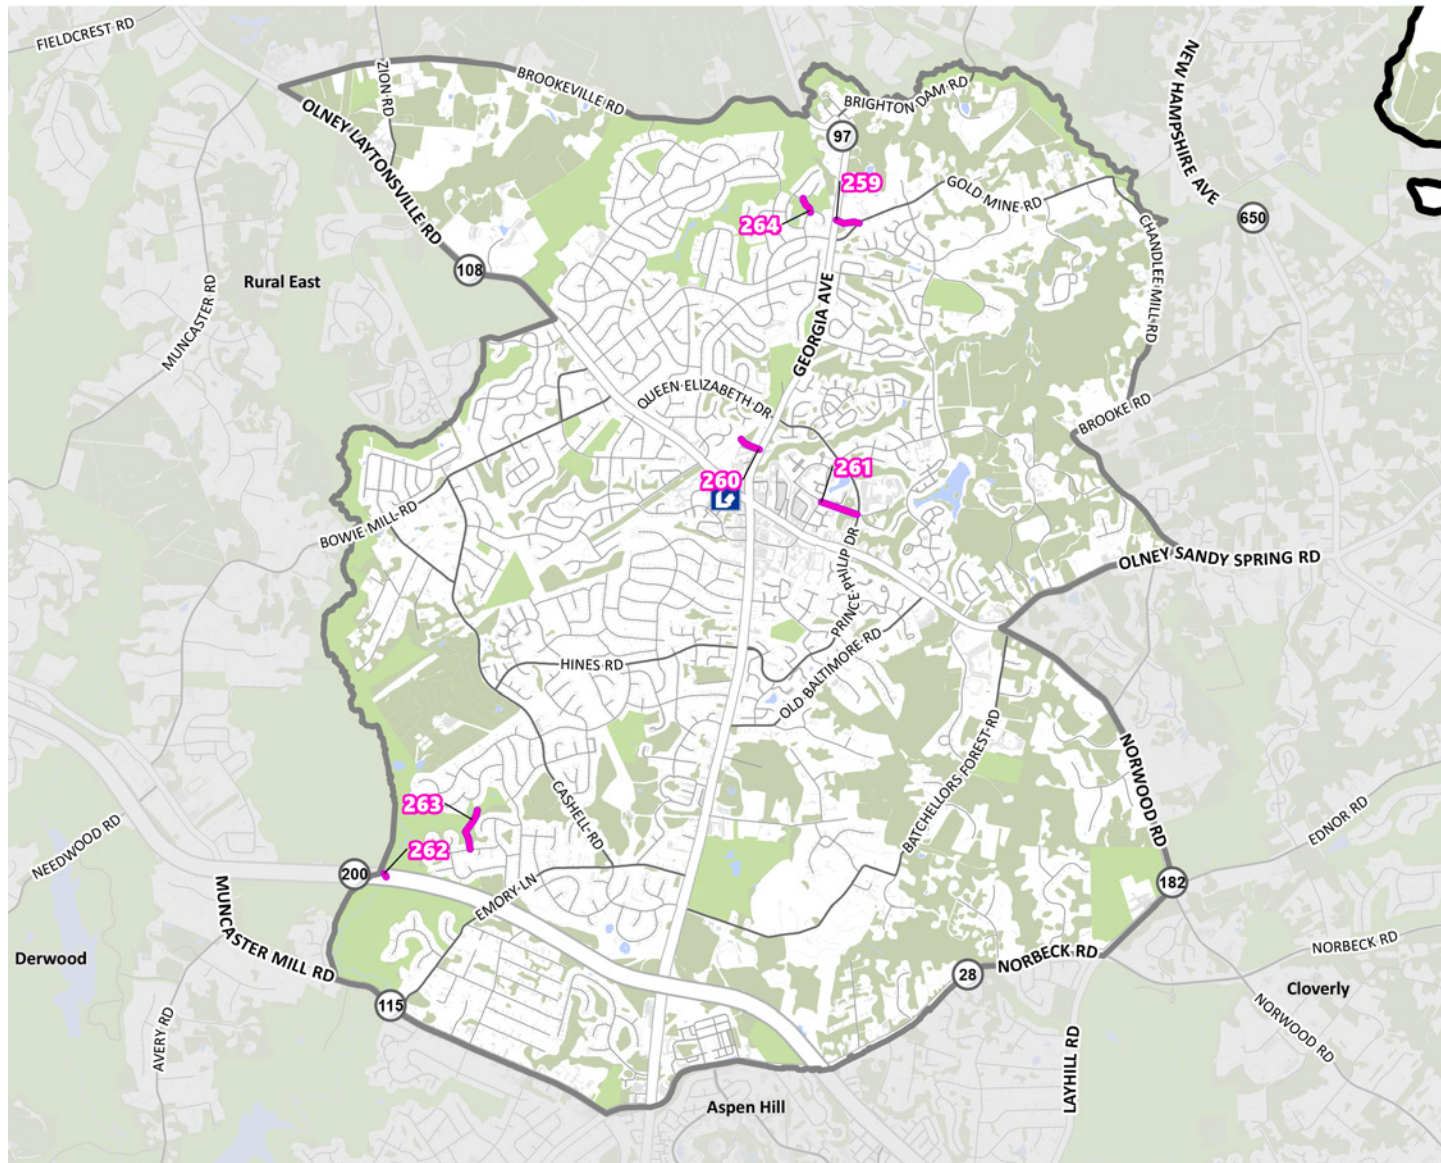 FIELDCREST RD
ZION RD
BROOKEVILLE RD
OLNEY LAYTONSVILLE RD
BRIGHTON DAM RD
NEW HAMPSHIRE AVE
97
259
GOLD MINE RD
264
650
CHANDLEE MILL RD
108
Rural East
MUNCASTER RD
GEORGIA AVE
QUEEN ELIZABETH DR
BROOKE RD
260
261
BOWIE MILL RD
OLNEY SANDY SPRING RD
PRINCE PHILIP DR
HINES RD
OLD BALTIMORE RD
BATCHELLORS FOREST RD
NORWOOD RD
CASHELL RD
263
262
NEEDWOOD RD
EDNOR RD
200
182
MUNCASTER MILL RD
EMORY LN
Derwood
NORBECK RD
NORBECK RD
28
Cloverly
115
AVERY RD
NORWOOD RD
LAYHILL RD
Aspen Hill